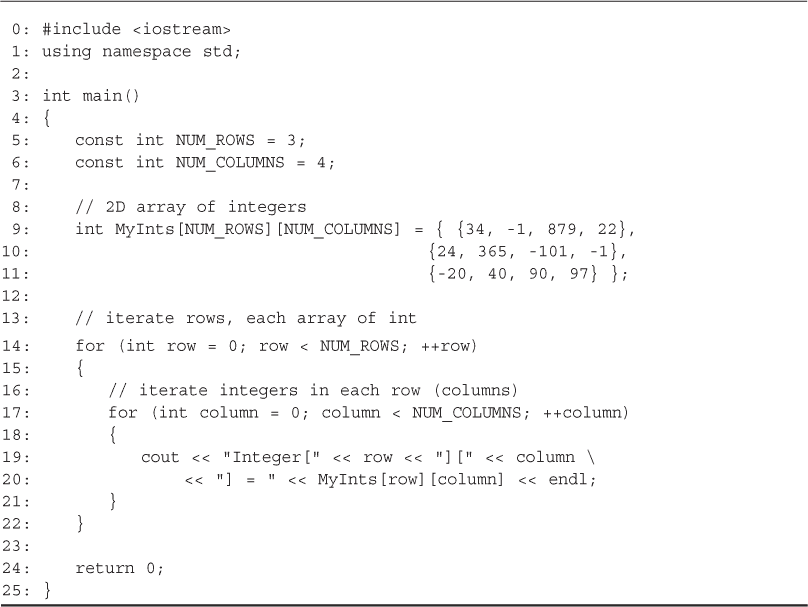 0: #include <iostream>
1: using namespace std;
2:
3: int main()
4: {
5:    const int NUM_ROWS = 3;
6:    const int NUM_COLUMNS = 4;
7:
8:    // 2D array of integers
9:    int MyInts[NUM_ROWS][NUM_COLUMNS] = { {34, -1, 879, 22},
10:                                         {24, 365, -101, -1},
11:                                         {-20, 40, 90, 97} };
12:
13:    // iterate rows, each array of int
14:    for (int row = 0; row < NUM_ROWS; ++row)
15:    {
16:       // iterate integers in each row (columns)
17:       for (int column = 0; column < NUM_COLUMNS; ++column)
18:       {
19:          cout << "Integer[" << row << "][" << column \
20:              << "] = " << MyInts[row][column] << endl;
21:       }
22:    }
23:
24:    return 0;
25: }